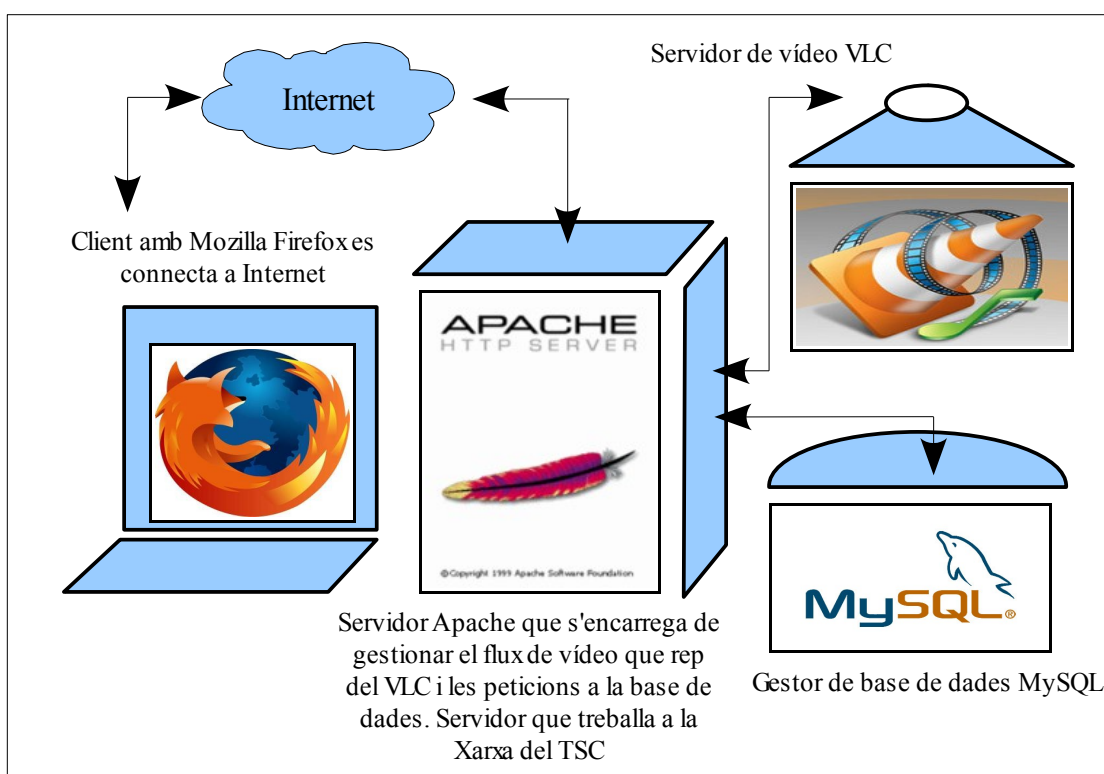 Servidor de vídeo VLC
Internet
Client amb Mozilla Firefox es
connecta a Internet
APACHE
HTTP SERVER
©Copyright 1999 Apache Software Foundation
Servidor Apache que s'encarrega de
gestionar el flux de vídeo que rep
del VLC i les peticions a la base de
dades. Servidor que treballa a la
Xarxa del TSC
MySQL®
Gestor de base de dades MySQL